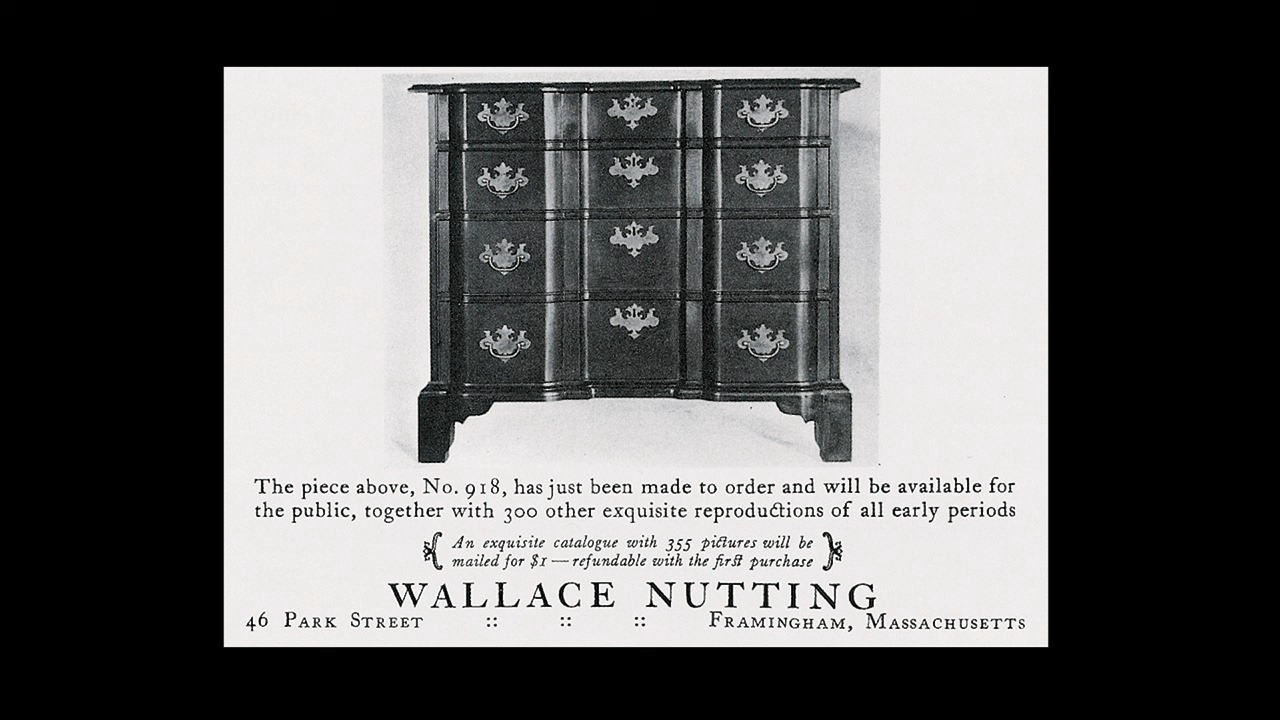 The piece above, No. 918, has just been made to order and will be available for
the public, together with 300 other exquisite reproductions of all early periods
An exquisite catalogue with 355 pictures will be
mailed for $1 — refundable with the first purchase
WALLACE NUTTING
46 PARK STREET :: :: :: FRAMINGHAM, MASSACHUSETTS